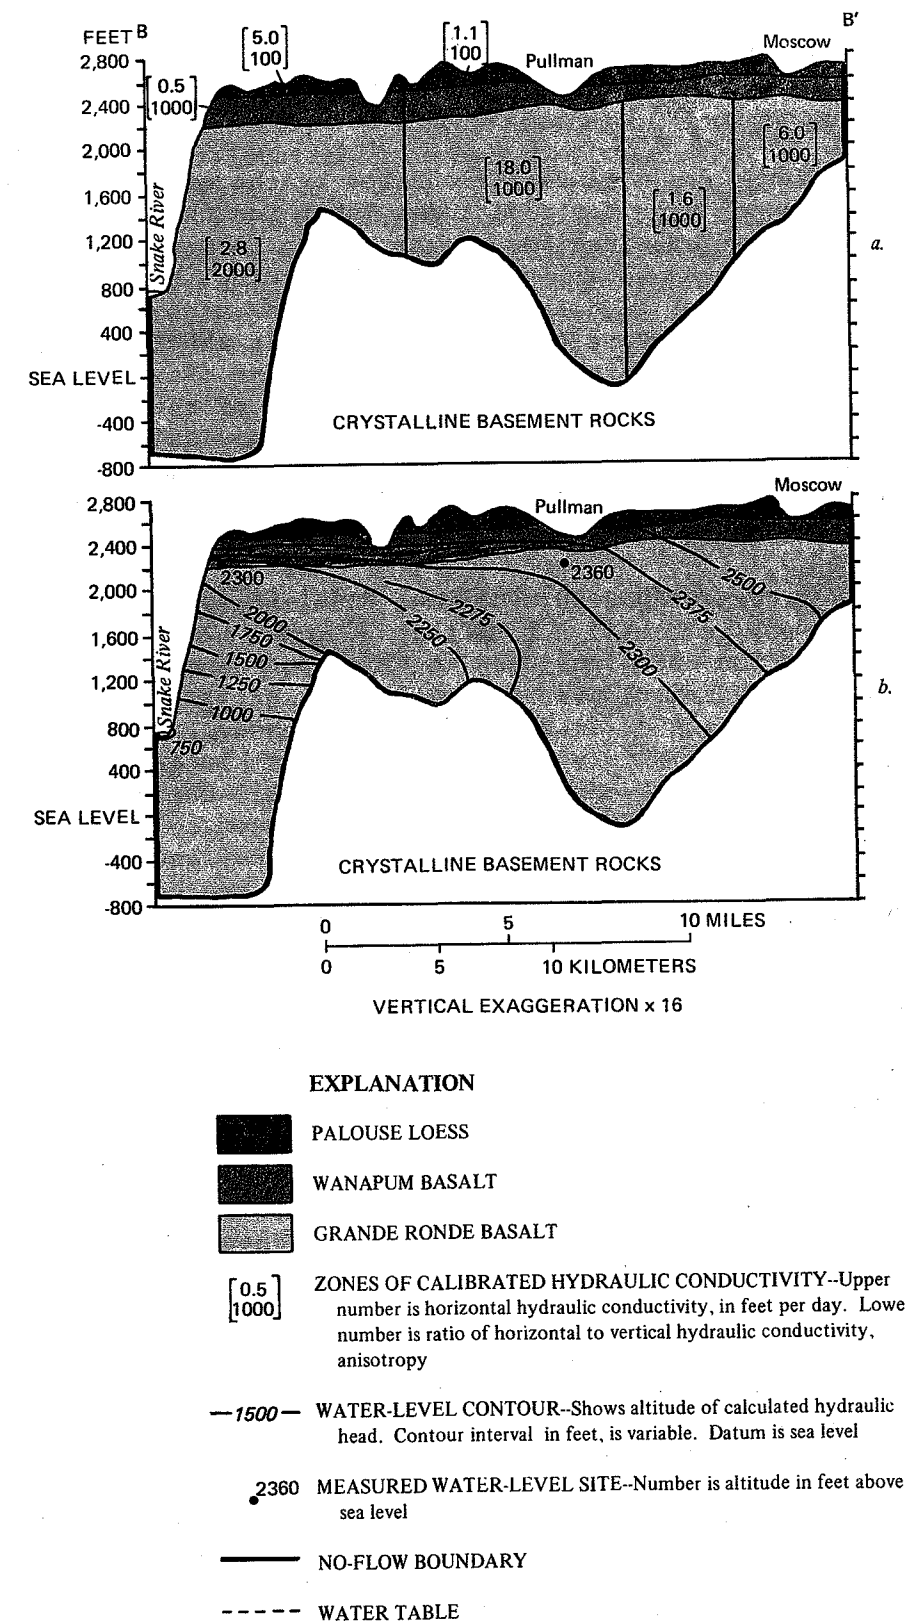 FEET B
B'
[5.0
100]
[1.1
100]
Pullman
Moscow
2,800
[0.5
1000]
2,400
2,000
[6.0
1000]
[18.0
1000]
1,600
[1.6
1000]
Snake River
1,200
[2.8
2000]
a.
800
400
SEA LEVEL
-400
CRYSTALLINE BASEMENT ROCKS
-800
Moscow
2,800
Pullman
2,400
2360
2300
2500
2,000
2375
2000
2275
1750
2250
1,600
1500
2300
Snake River
1,200
1250
b.
1000
800
750
400
SEA LEVEL
-400
CRYSTALLINE BASEMENT ROCKS
-800
0 5 10 MILES
0 5 10 KILOMETERS
VERTICAL EXAGGERATION x 16
EXPLANATION
PALOUSE LOESS
WANAPUM BASALT
GRANDE RONDE BASALT
[0.5
1000]
ZONES OF CALIBRATED HYDRAULIC CONDUCTIVITY--Upper
number is horizontal hydraulic conductivity, in feet per day. Lowe
number is ratio of horizontal to vertical hydraulic conductivity,
anisotropy
—1500— WATER-LEVEL CONTOUR--Shows altitude of calculated hydraulic
head. Contour interval in feet, is variable. Datum is sea level
2360 MEASURED WATER-LEVEL SITE--Number is altitude in feet above
sea level
NO-FLOW BOUNDARY
WATER TABLE